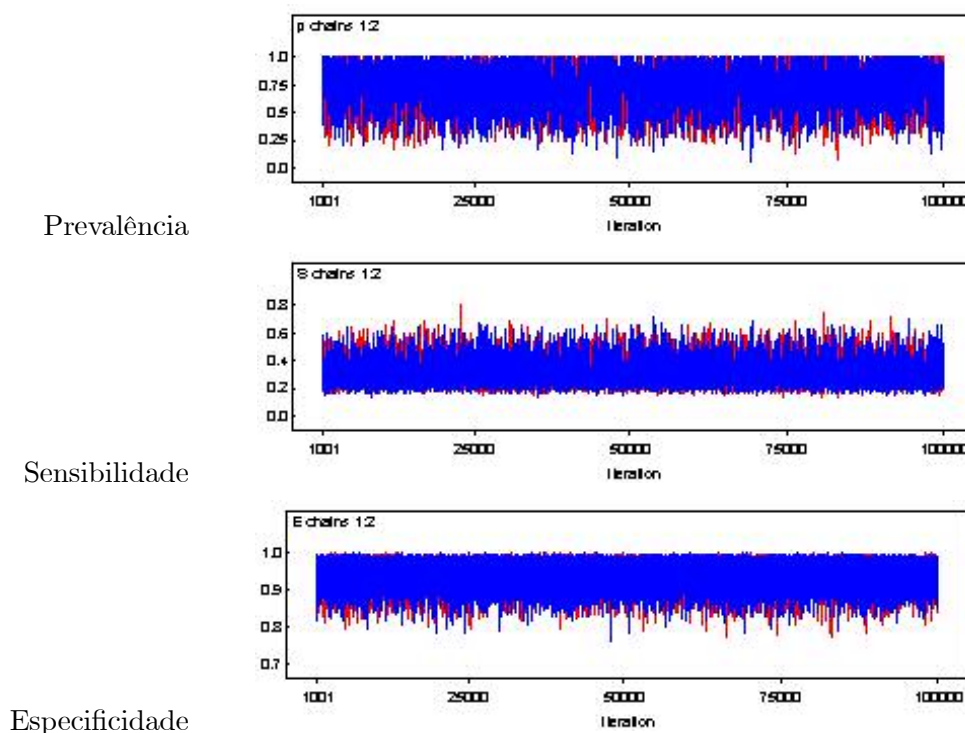 p chains 1:2
1.0
0.75
0.5
0.25
0.0
1001 25000 50000 75000 100000
Iteration
Prevalência
S chains 1:2
0.8
0.6
0.4
0.2
0.0
1001 25000 50000 75000 100000
Iteration
Sensibilidade
E chains 1:2
1.0
0.9
0.8
0.7
1001 25000 50000 75000 100000
Iteration
Especificidade